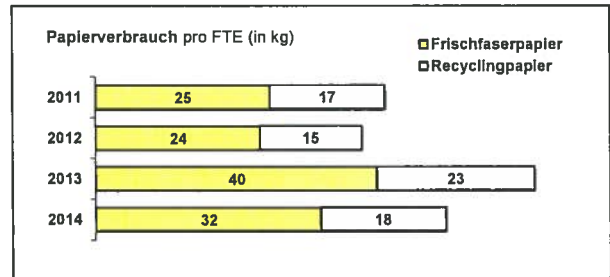 Papierverbrauch pro FTE (in kg)
Frischfaserpapier
Recyclingpapier
2011 25 17
2012 24 15
2013 40 23
2014 32 18